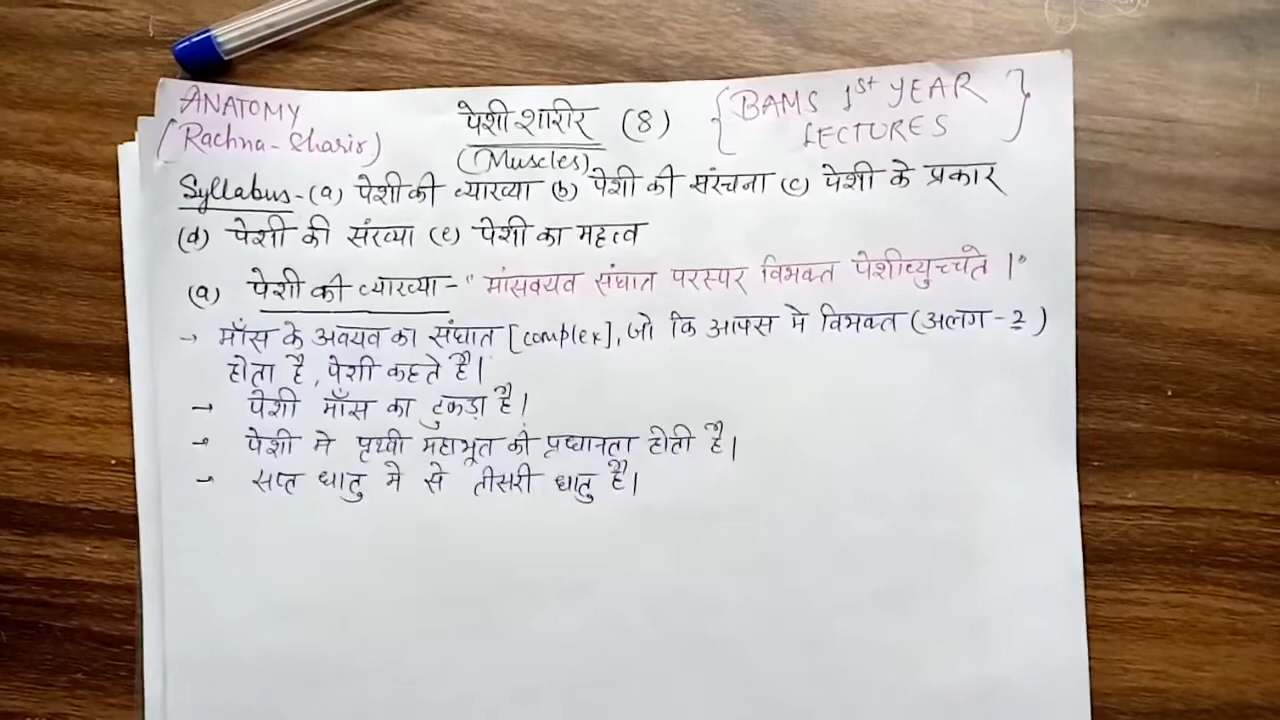 ANATOMY
(Rachna-Sharir)
पेशी शारीर (8)
(Muscles)
{BAMS 1st YEAR
LECTURES}
Syllabus-(a) पेशी की व्याख्या (b) पेशी की संरचना (c) पेशी के प्रकार
(d) पेशी की संख्या (e) पेशी का महत्व
(a) पेशी की व्याख्या-"मांसवयव संघात परस्पर विभक्त पेशीव्युच्चते।"
→ माँस के अवयव का संघात [complex], जो कि आपस मे विभक्त (अलग-२)
होता है, पेशी कहते है।
→ पेशी माँस का टुकड़ा है।
→ पेशी मे पृथ्वी महाभूत की प्रधानता होती है।
→ सप्त धातु मे से तीसरी धातु है।